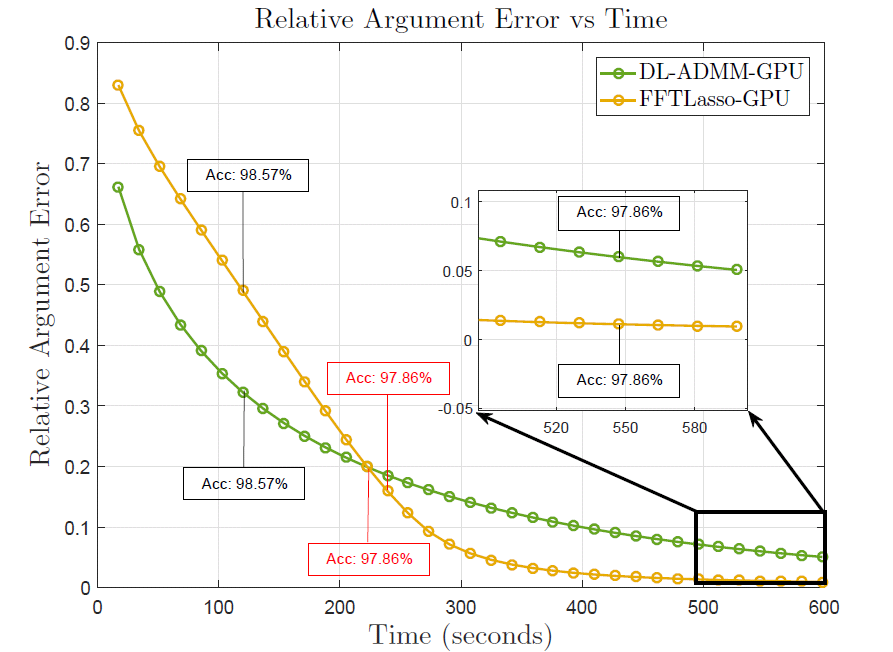 Relative Argument Error vs Time
Relative Argument Error
0.9
0.8
0.7
0.6
0.5
0.4
0.3
0.2
0.1
0
DL-ADMM-GPU
FFTLasso-GPU
Acc: 98.57%
Acc: 98.57%
Acc: 97.86%
Acc: 97.86%
0.1
0.05
0
-0.05
Acc: 97.86%
Acc: 97.86%
520 550 580
0 100 200 300 400 500 600
Time (seconds)